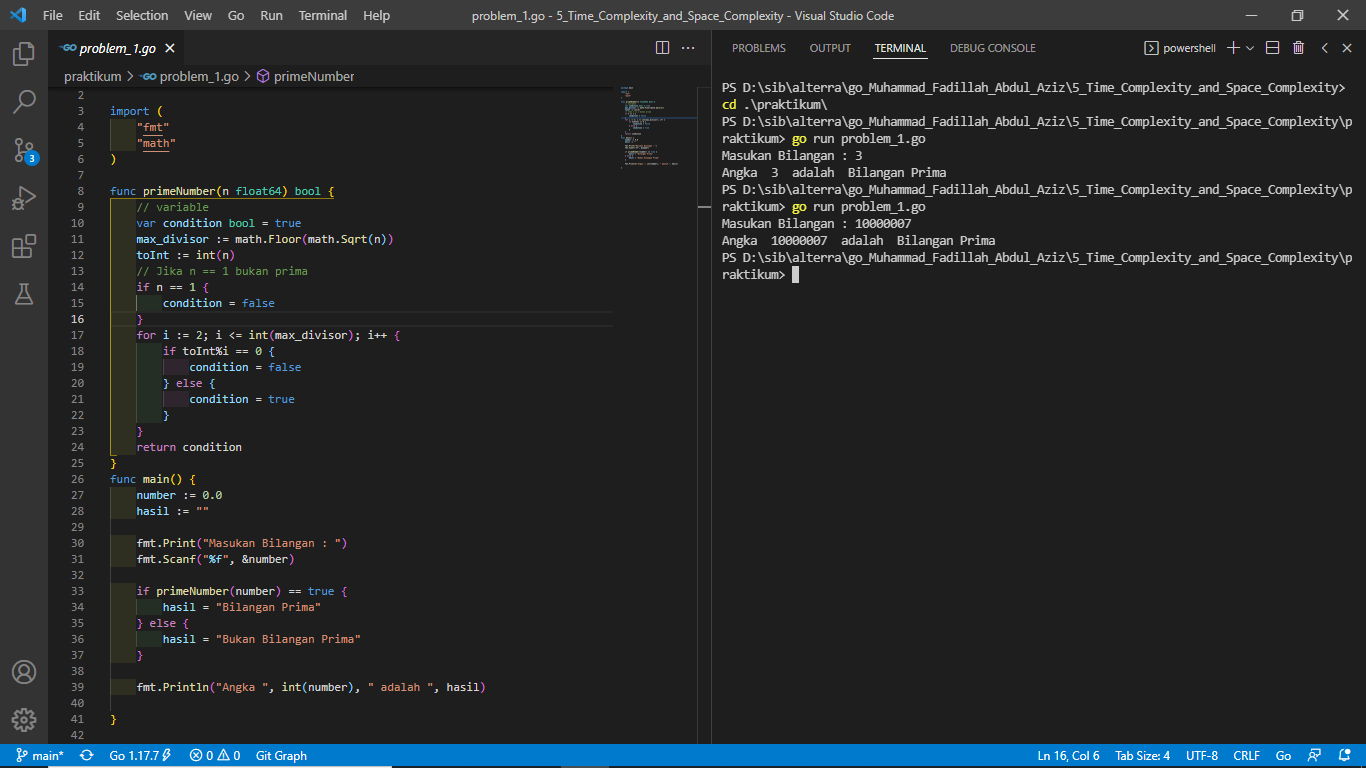 File Edit Selection View Go Run Terminal Help problem_1.go - 5_Time_Complexity_and_Space_Complexity - Visual Studio Code
GO problem_1.go
praktikum > GO problem_1.go > primeNumber
2
3 import (
4 "fmt"
5 "math"
6 )
7
8 func primeNumber(n float64) bool {
9 // variable
10 var condition bool = true
11 max_divisor := math.Floor(math.Sqrt(n))
12 toInt := int(n)
13 // Jika n == 1 bukan prima
14 if n == 1 {
15 condition = false
16 }
17 for i := 2; i <= int(max_divisor); i++ {
18 if toInt%i == 0 {
19 condition = false
20 } else {
21 condition = true
22 }
23 }
24 return condition
25 }
26 func main() {
27 number := 0.0
28 hasil := ""
29
30 fmt.Print("Masukan Bilangan : ")
31 fmt.Scanf("%f", &number)
32
33 if primeNumber(number) == true {
34 hasil = "Bilangan Prima"
35 } else {
36 hasil = "Bukan Bilangan Prima"
37 }
38
39 fmt.Println("Angka ", int(number), " adalah ", hasil)
40
41 }
42
3
PROBLEMS OUTPUT TERMINAL DEBUG CONSOLE powershell
PS D:\sib\alterra\go_Muhammad_Fadillah_Abdul_Aziz\5_Time_Complexity_and_Space_Complexity>
cd .\praktikum\
PS D:\sib\alterra\go_Muhammad_Fadillah_Abdul_Aziz\5_Time_Complexity_and_Space_Complexity\p
raktikum> go run problem_1.go
Masukan Bilangan : 3
Angka  3  adalah  Bilangan Prima
PS D:\sib\alterra\go_Muhammad_Fadillah_Abdul_Aziz\5_Time_Complexity_and_Space_Complexity\p
raktikum> go run problem_1.go
Masukan Bilangan : 10000007
Angka  10000007  adalah  Bilangan Prima
PS D:\sib\alterra\go_Muhammad_Fadillah_Abdul_Aziz\5_Time_Complexity_and_Space_Complexity\p
raktikum>
main* Go 1.17.7 0 0 Git Graph Ln 16, Col 6 Tab Size: 4 UTF-8 CRLF Go